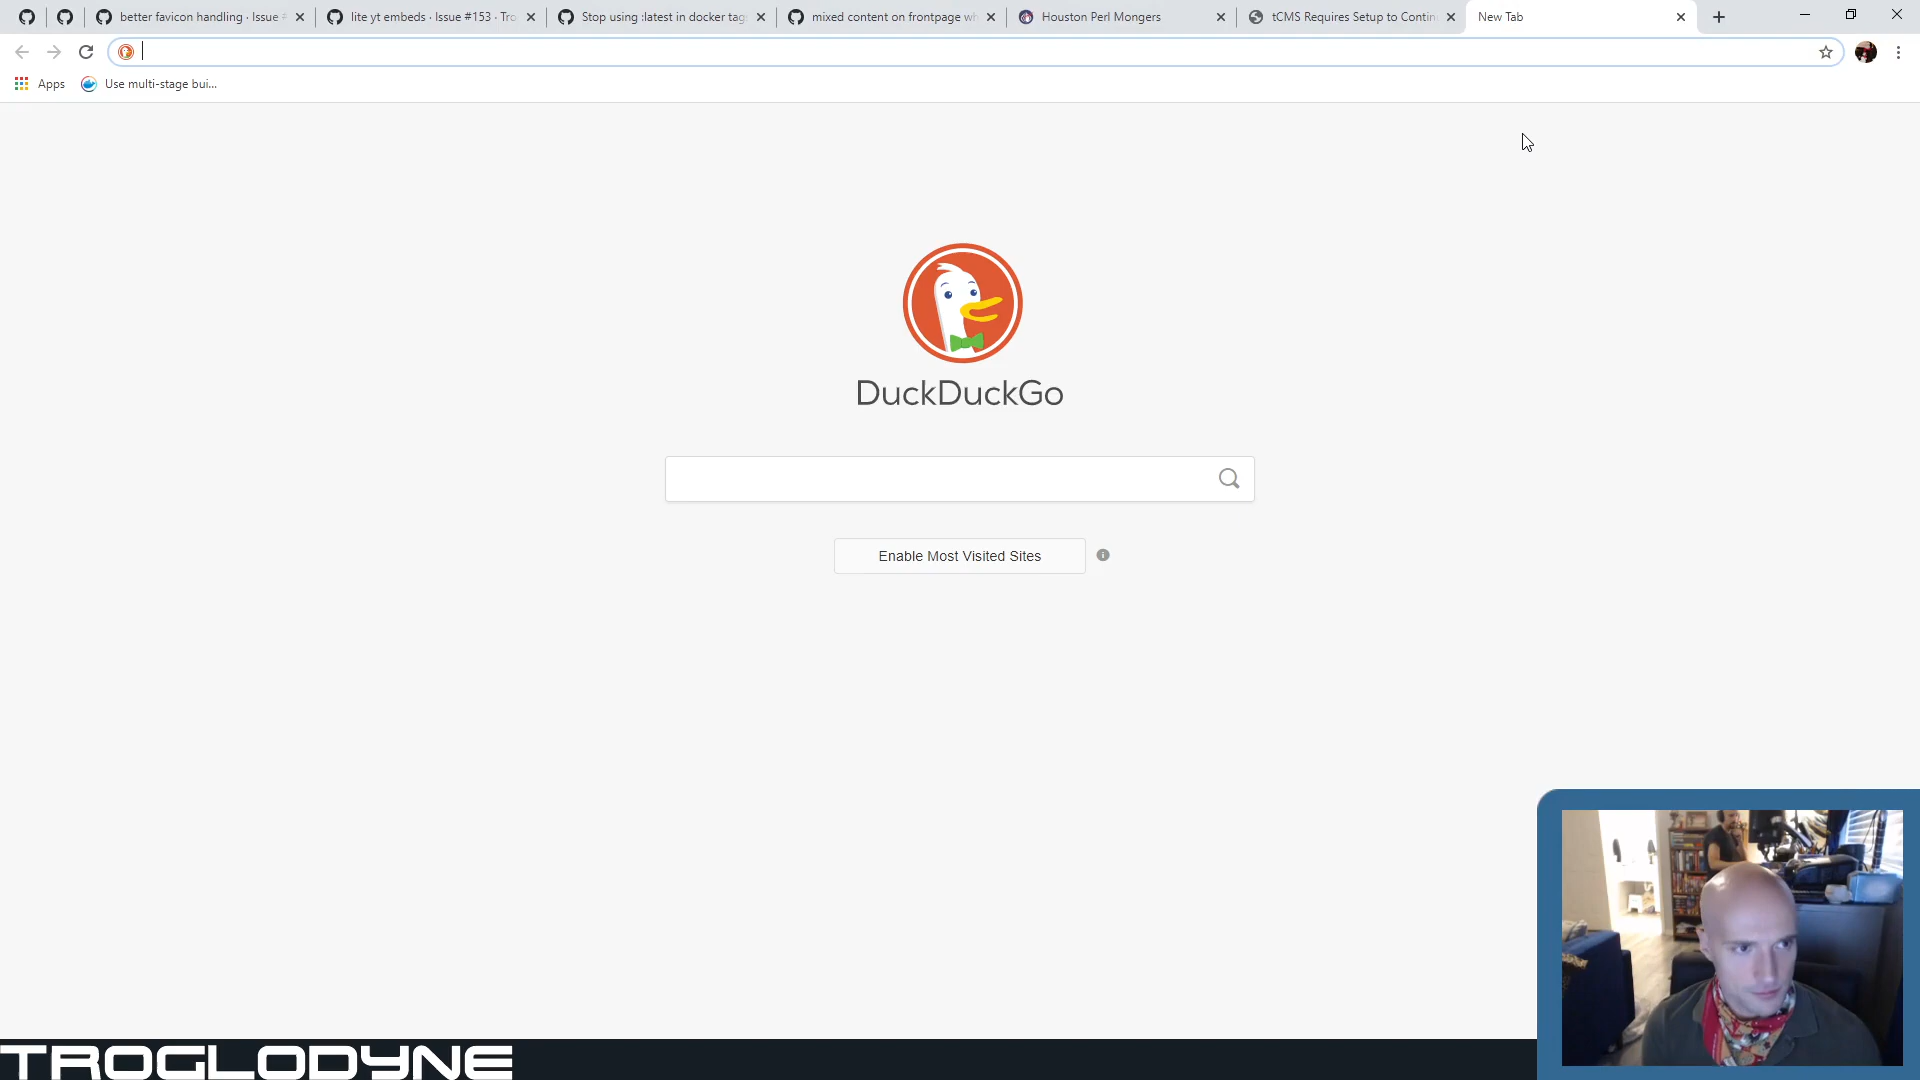 better favicon handling · Issue #
lite yt embeds · Issue #153 · Tro
Stop using :latest in docker tag
mixed content on frontpage wh
Houston Perl Mongers
tCMS Requires Setup to Contin
New Tab
Apps
Use multi-stage bui...
DuckDuckGo
Enable Most Visited Sites
TROGLODYNE